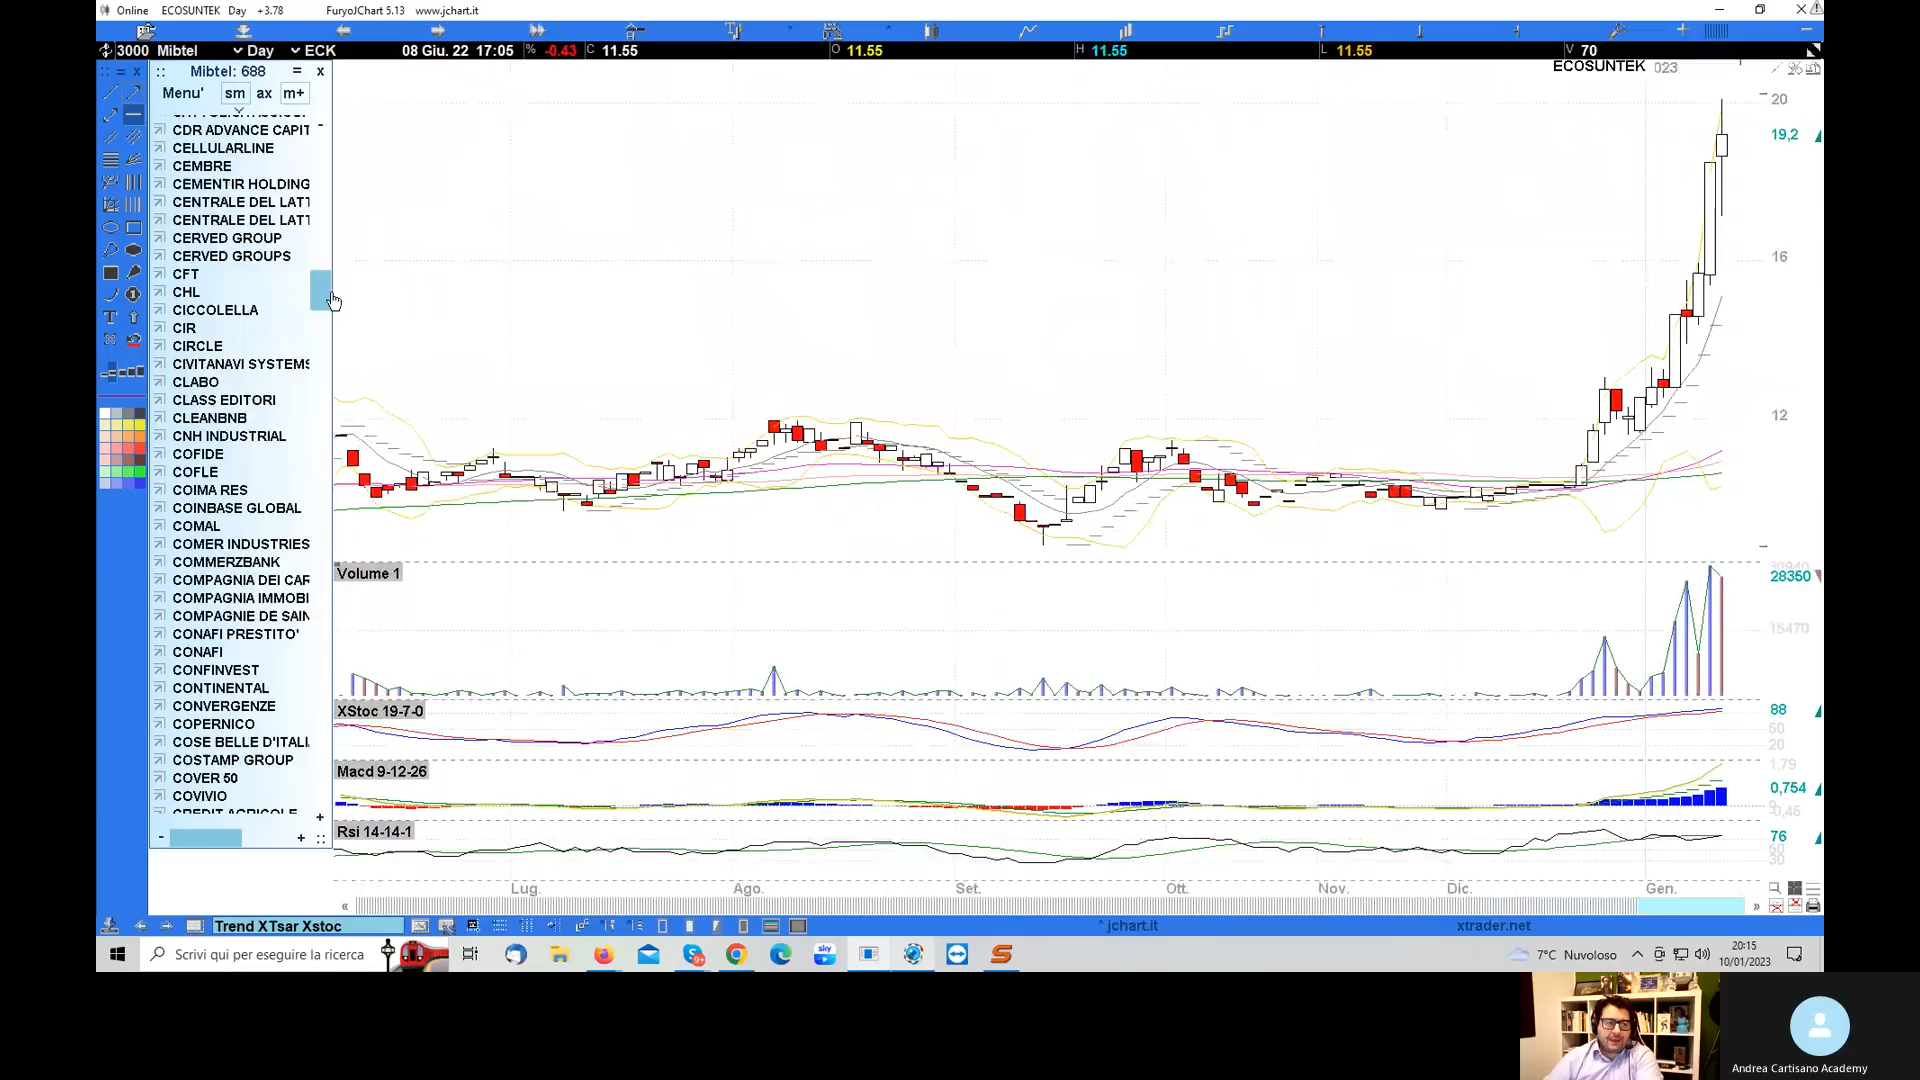 Online ECOSUNTEK Day +3.78 FuryoJChart 5.13 www.jchart.it
3000 Mibtel Day ECK 08 Giu. 22 17:05 % -0.43 C 11.55 O 11.55 H 11.55 L 11.55 V 70
Mibtel: 688 = x
Menu' sm ax m+
CDR ADVANCE CAPIT
CELLULARLINE
CEMBRE
CEMENTIR HOLDING
CENTRALE DEL LATT
CENTRALE DEL LATT
CERVED GROUP
CERVED GROUPS
CFT
CHL
CICCOLELLA
CIR
CIRCLE
CIVITANAVI SYSTEMS
CLABO
CLASS EDITORI
CLEANBNB
CNH INDUSTRIAL
COFIDE
COFLE
COIMA RES
COINBASE GLOBAL
COMAL
COMER INDUSTRIES
COMMERZBANK
COMPAGNIA DEI CAR
COMPAGNIA IMMOBI
COMPAGNIE DE SAIN
CONAFI PRESTITO'
CONAFI
CONFINVEST
CONTINENTAL
CONVERGENZE
COPERNICO
COSE BELLE D'ITALI
COSTAMP GROUP
COVER 50
COVIVIO
CREDIT AGRICOLE
ECOSUNTEK 023
20
19,2
16
12
Volume 1
28350
15470
XStoc 19-7-0
88
50
20
Macd 9-12-26
1,79
0,754
0
-0,45
Rsi 14-14-1
76
50
30
Lug. Ago. Set. Ott. Nov. Dic. Gen.
Trend XTsar Xstoc
* jchart.it
xtrader.net
Scrivi qui per eseguire la ricerca
sky
7°C Nuvoloso
20:15
10/01/2023
Andrea Cartisano Academy